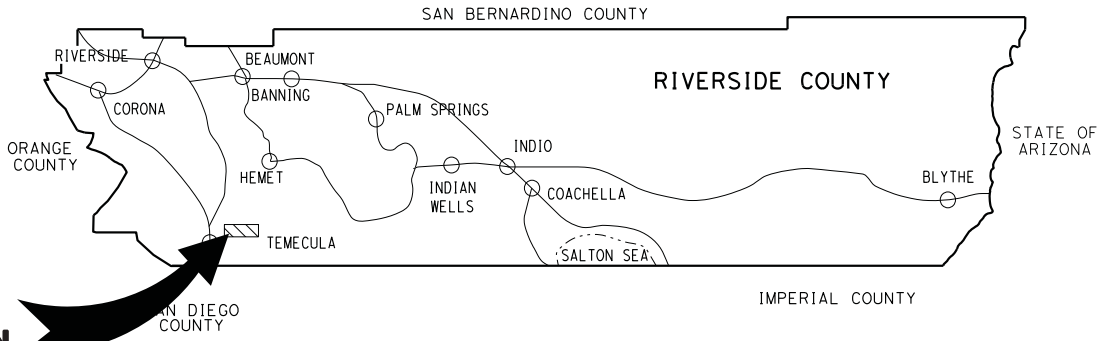 SAN BERNARDINO COUNTY
RIVERSIDE
BEAUMONT
BANNING
RIVERSIDE COUNTY
CORONA
PALM SPRINGS
ORANGE
COUNTY
STATE OF
ARIZONA
INDIO
HEMET
INDIAN
WELLS
COACHELLA
BLYTHE
TEMECULA
SALTON SEA
DIEGO
COUNTY
IMPERIAL COUNTY